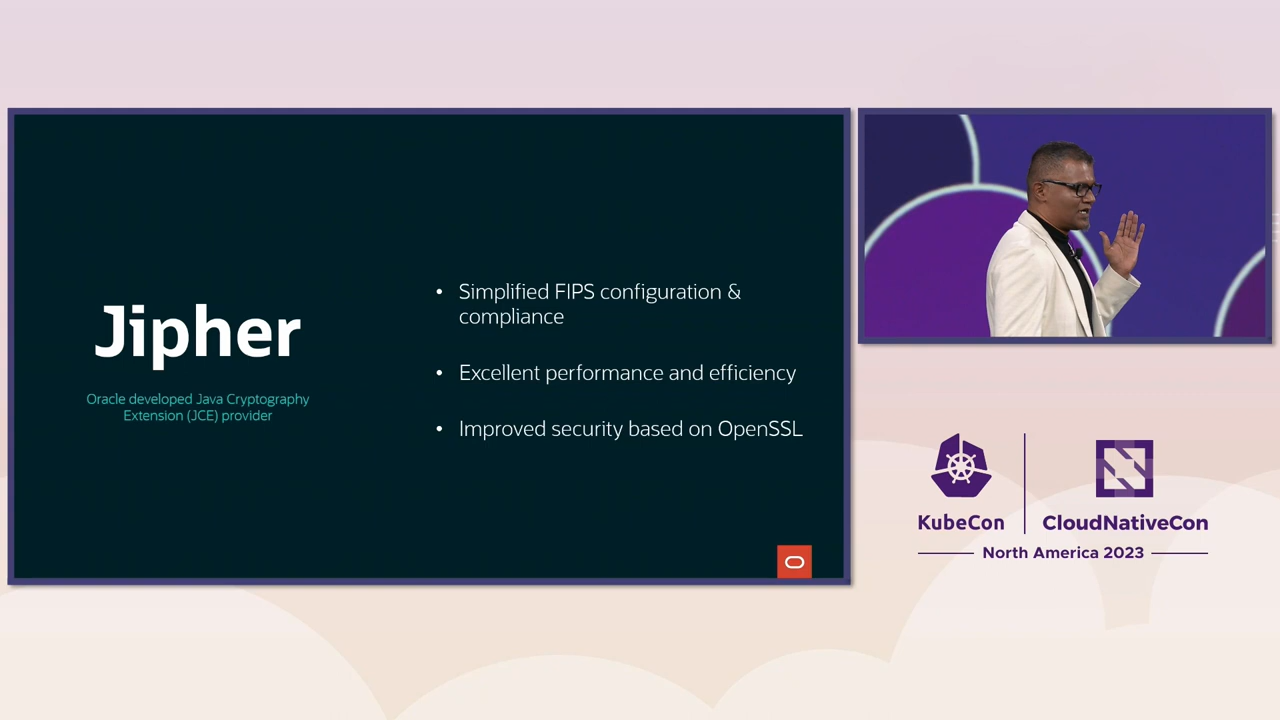 Jipher
Oracle developed Java Cryptography
Extension (JCE) provider
• Simplified FIPS configuration &
compliance
• Excellent performance and efficiency
• Improved security based on OpenSSL
KubeCon
CloudNativeCon
North America 2023